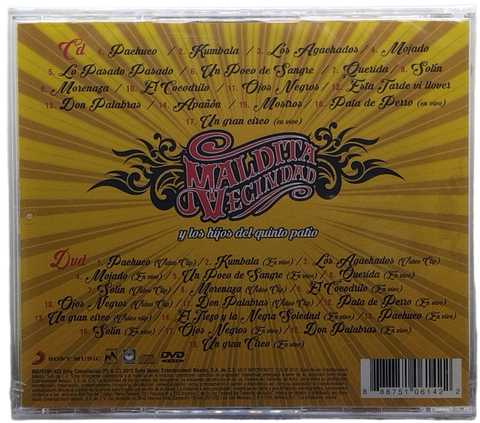 Cd 1. Pachuco / 2. Kumbala / 3. Los Agachados / 4. Mojado
5. Lo Pasado Pasado / 6. Un Poco de Sangre / 7. Querida / 8. Solín
9. Morenaza / 10. El Cocodrilo / 11. Ojos Negros / 12. Esta Tarde vi llover
13. Don Palabras / 14. Apañón / 15. Mostros / 16. Pata de Perro (en vivo)
17. Un gran circo (en vivo)
MALDITA
VECINDAD
y los hijos del quinto patio
Dvd 1. Pachuco (Video Clip) / 2. Kumbala (En vivo) / 3. Los Agachados (Video Clip)
4. Mojado (En vivo) / 5. Un Poco de Sangre (En vivo) / 6. Querida (En vivo)
7. Solín (Video Clip) / 8. Morenaza (Video Clip) / 9. El Cocodrilo (En vivo)
10. Ojos Negros (Video Clip) / 11. Don Palabras (Video Clip) / 12. Pata de Perro (En vivo)
13. Un gran circo (Video Clip) / 14. El Tieso y la Negra Soledad (En vivo) / 15. Pachuco (En vivo)
16. Solín (En vivo) / 17. Ojos Negros (En vivo) / 18. Don Palabras (En vivo)
19. Un Gran Circo (En vivo)
SONY MUSIC
DVD
8 88751 06142 2